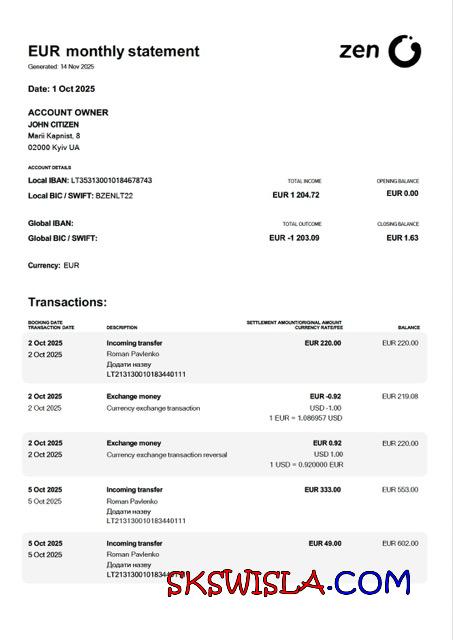 EUR monthly statement
zen
Generated: 14 Nov 2025
Date: 1 Oct 2025
ACCOUNT OWNER
JOHN CITIZEN
Marii Kapnist, 8
02000 Kyiv UA
ACCOUNT DETAILS
Local IBAN: LT353130010184678743
TOTAL INCOME
OPENING BALANCE
Local BIC / SWIFT: BZENLT22
EUR 1 204.72
EUR 0.00
Global IBAN:
TOTAL OUTCOME
CLOSING BALANCE
Global BIC / SWIFT:
EUR -1 203.09
EUR 1.63
Currency: EUR
Transactions:
BOOKING DATE
TRANSACTION DATE
DESCRIPTION
SETTLEMENT AMOUNT/ORIGINAL AMOUNT
CURRENCY RATE/FEE
BALANCE
2 Oct 2025 Incoming transfer EUR 220.00 EUR 220.00
2 Oct 2025 Roman Pavlenko
Додати назву
LT213130010183440111
2 Oct 2025 Exchange money EUR -0.92 EUR 219.08
2 Oct 2025 Currency exchange transaction USD -1.00
1 EUR = 1.086957 USD
2 Oct 2025 Exchange money EUR 0.92 EUR 220.00
2 Oct 2025 Currency exchange transaction reversal USD 1.00
1 USD = 0.920000 EUR
5 Oct 2025 Incoming transfer EUR 333.00 EUR 553.00
5 Oct 2025 Roman Pavlenko
Додати назву
LT213130010183440111
5 Oct 2025 Incoming transfer EUR 49.00 EUR 602.00
5 Oct 2025 Roman Pavlenko
Додати назву
SKSWISLA.COM